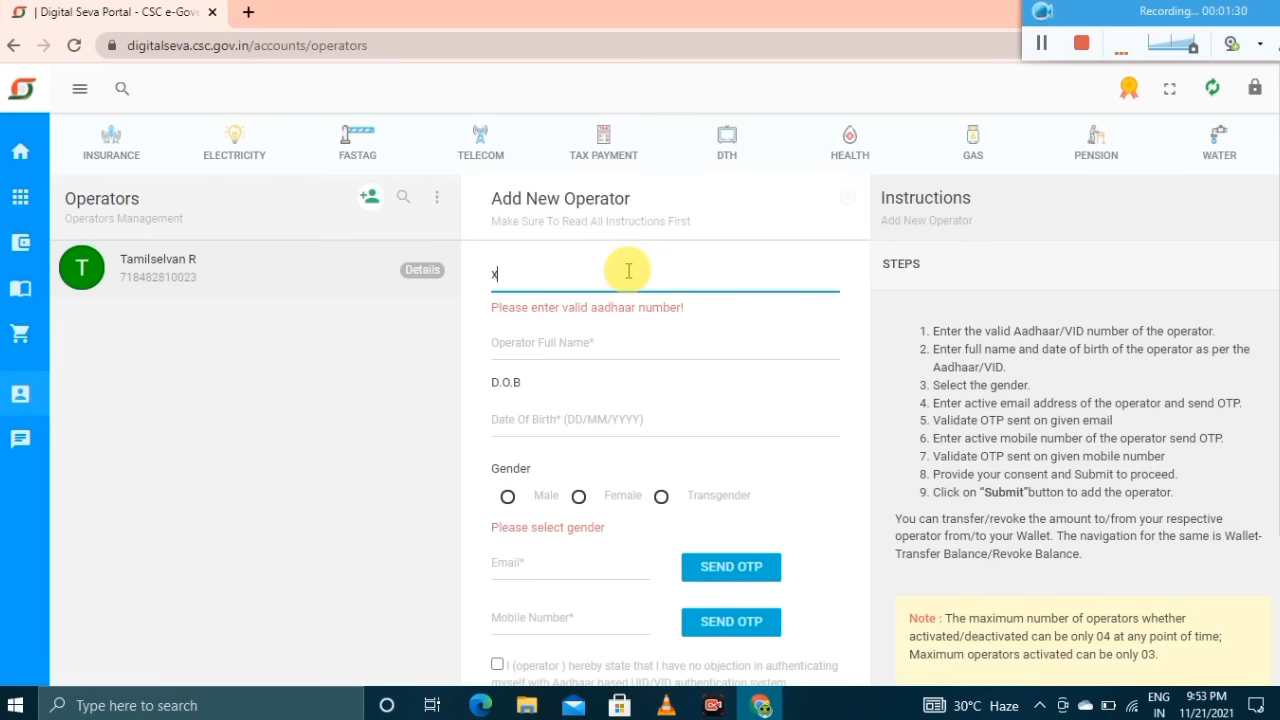 | Digital Seva Portal - CSC e-Gov
Recording... 00:01:30
digitalseva.csc.gov.in/accounts/operators
INSURANCE
ELECTRICITY
FASTAG
TELECOM
TAX PAYMENT
DTH
HEALTH
GAS
PENSION
WATER
Operators
Operators Management
T
Tamilselvan R
718482810023
Details
Add New Operator
Make Sure To Read All Instructions First
x
Please enter valid aadhaar number!
Operator Full Name*
D.O.B
Date Of Birth* (DD/MM/YYYY)
Gender
Male Female Transgender
Please select gender
Email*
SEND OTP
Mobile Number*
SEND OTP
I (operator ) hereby state that I have no objection in authenticating
myself with Aadhaar based UID/VID authentication system
Instructions
Add New Operator
STEPS
1. Enter the valid Aadhaar/VID number of the operator.
2. Enter full name and date of birth of the operator as per the
Aadhaar/VID.
3. Select the gender.
4. Enter active email address of the operator and send OTP.
5. Validate OTP sent on given email
6. Enter active mobile number of the operator send OTP.
7. Validate OTP sent on given mobile number
8. Provide your consent and Submit to proceed.
9. Click on “Submit”button to add the operator.
You can transfer/revoke the amount to/from your respective
operator from/to your Wallet. The navigation for the same is Wallet-
Transfer Balance/Revoke Balance.
Note : The maximum number of operators whether
activated/deactivated can be only 04 at any point of time;
Maximum operators activated can be only 03.
Type here to search
30°C Haze
ENG
IN
9:53 PM
11/21/2021